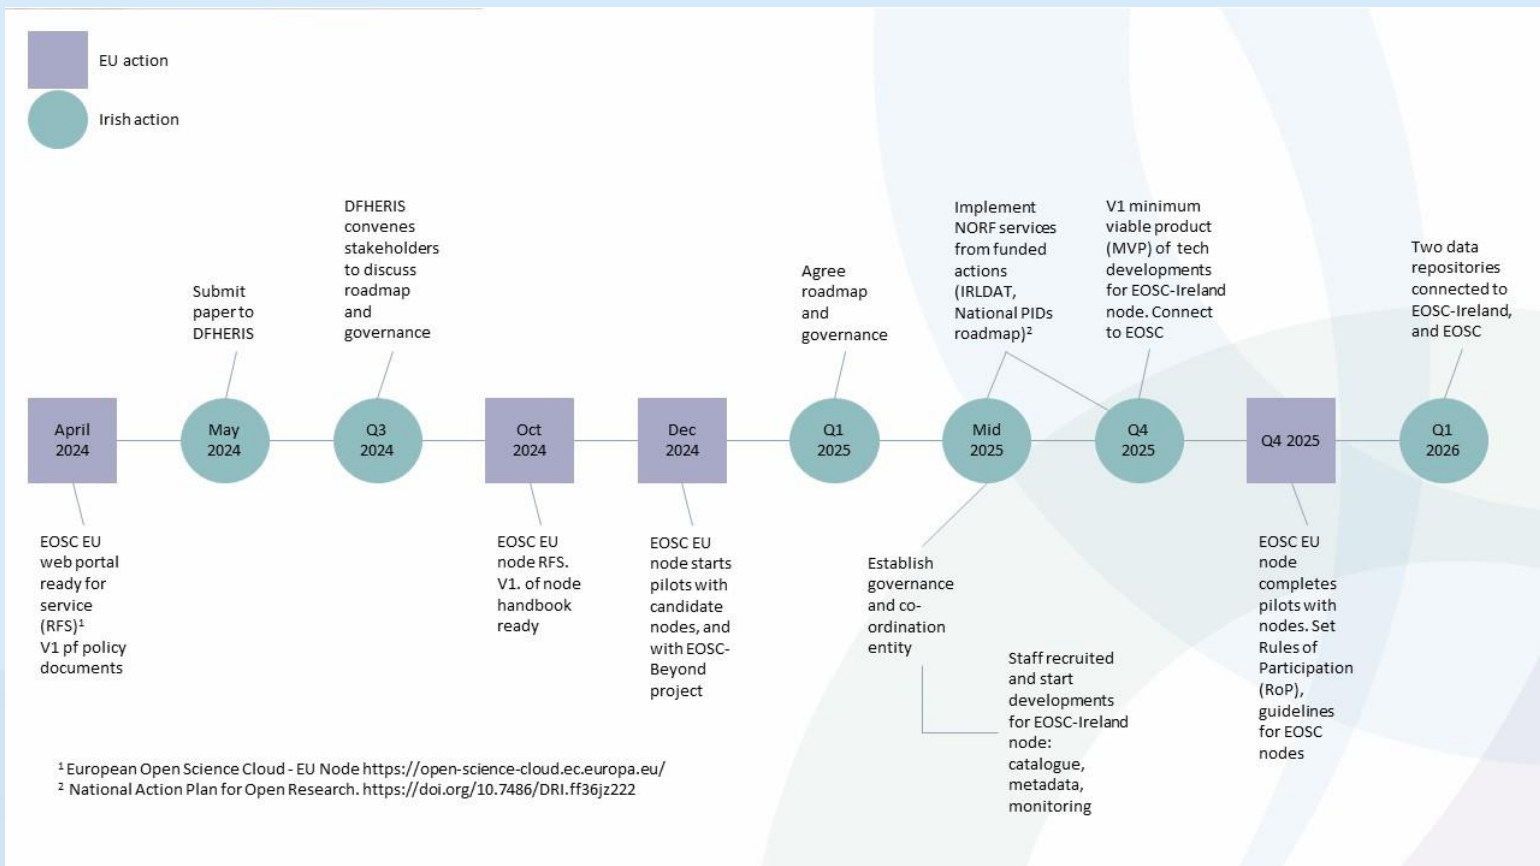 EU action
Irish action
DFHERIS
convenes
stakeholders
to discuss
roadmap
and
governance
Implement
NORF services
from funded
actions
(IRLDAT,
National PIDs
roadmap)²
V1 minimum
viable product
(MVP) of tech
developments
for EOSC-Ireland
node. Connect
to EOSC
Two data
repositories
connected to
EOSC-Ireland,
and EOSC
Submit
paper to
DFHERIS
Agree
roadmap
and
governance
April
2024
May
2024
Q3
2024
Oct
2024
Dec
2024
Q1
2025
Mid
2025
Q4
2025
Q4 2025
Q1
2026
EOSC EU
web portal
ready for
service
(RFS)¹
V1 pf policy
documents
EOSC EU
node RFS.
V1. of node
handbook
ready
EOSC EU
node starts
pilots with
candidate
nodes, and
with EOSC-
Beyond
project
Establish
governance
and co-
ordination
entity
Staff recruited
and start
developments
for EOSC-Ireland
node:
catalogue,
metadata,
monitoring
EOSC EU
node
completes
pilots with
nodes. Set
Rules of
Participation
(RoP),
guidelines
for EOSC
nodes
¹ European Open Science Cloud - EU Node https://open-science-cloud.ec.europa.eu/
² National Action Plan for Open Research. https://doi.org/10.7486/DRI.ff36jz222